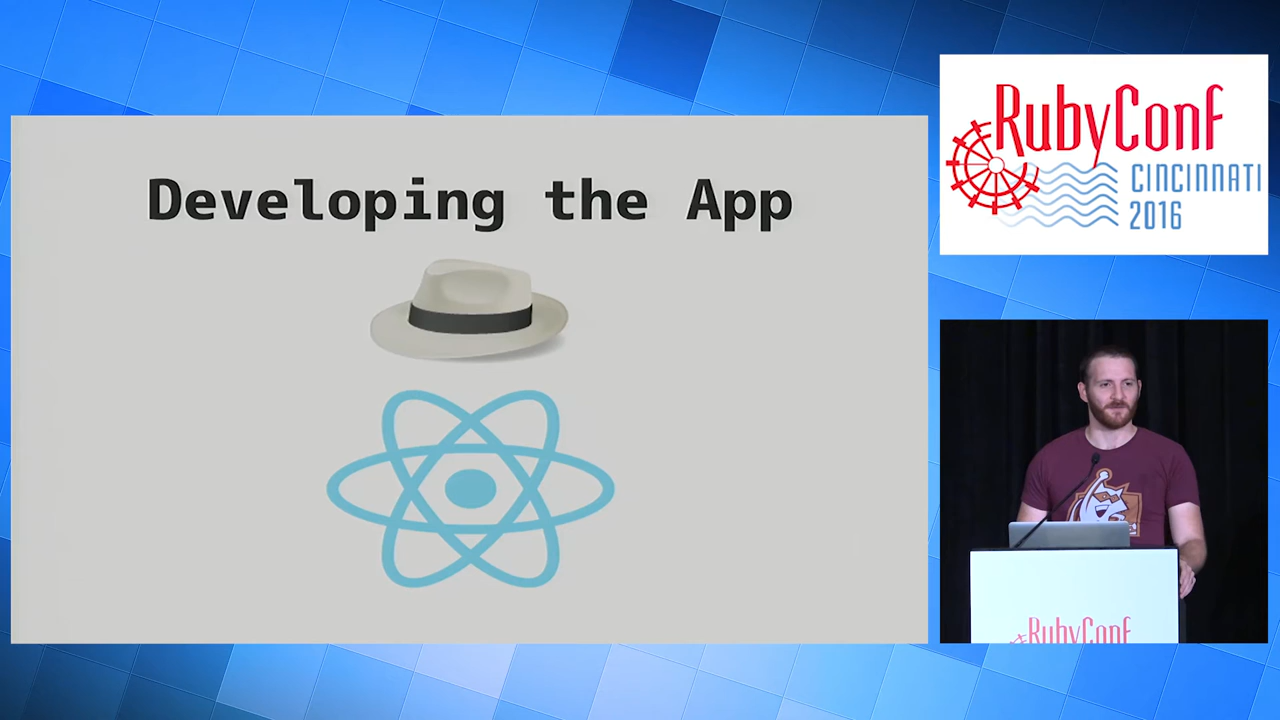 Developing the App
RubyConf
CINCINNATI
2016
RubyConf